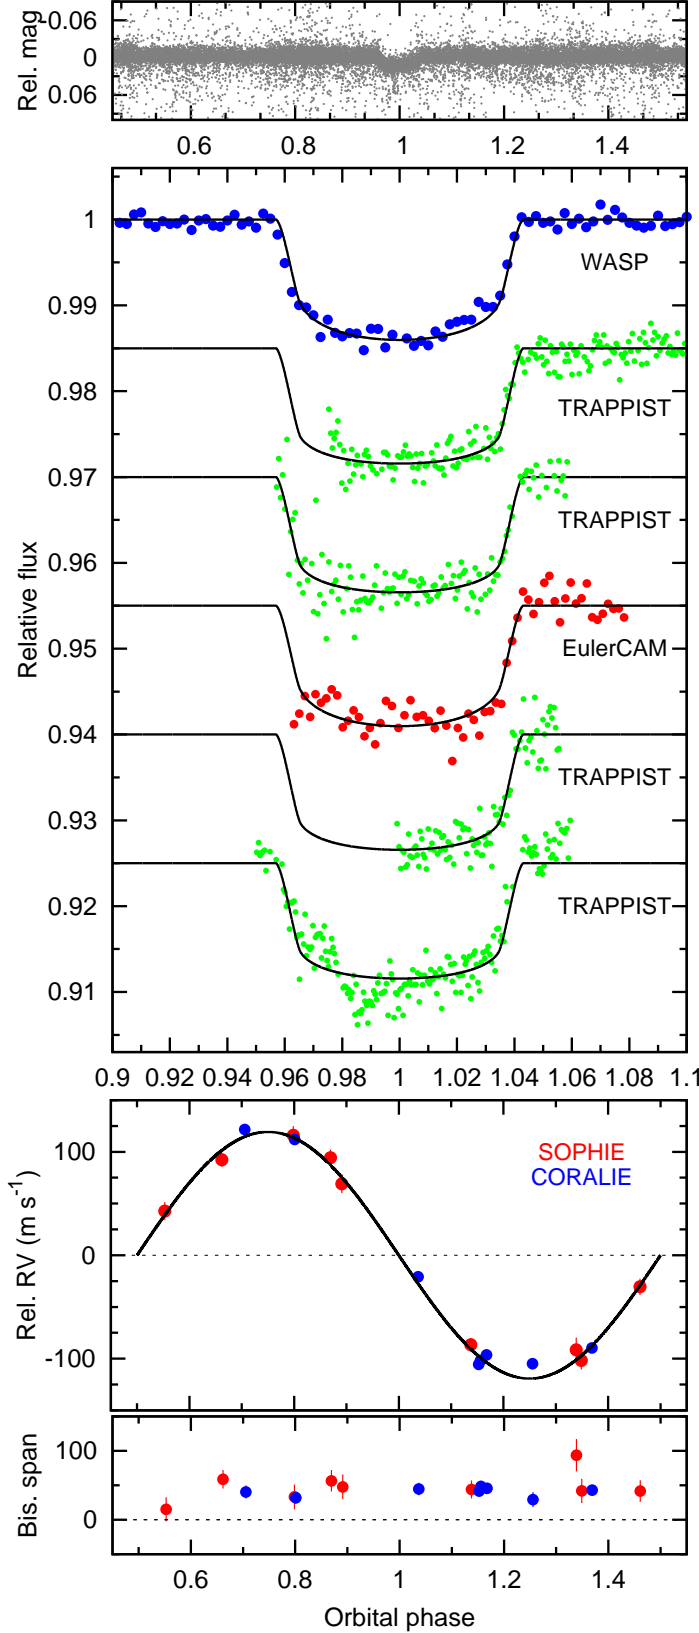 -0.06
0
0.06
Rel. mag
0.6 0.8 1 1.2 1.4
1
WASP
0.99
0.98
TRAPPIST
0.97
TRAPPIST
0.96
Relative flux
0.95
EulerCAM
0.94
TRAPPIST
0.93
0.92
TRAPPIST
0.91
0.9 0.92 0.94 0.96 0.98 1 1.02 1.04 1.06 1.08 1.1
100
SOPHIE
CORALIE
0
-100
Rel. RV (m s-1)
100
0
Bis. span
0.6 0.8 1 1.2 1.4
Orbital phase